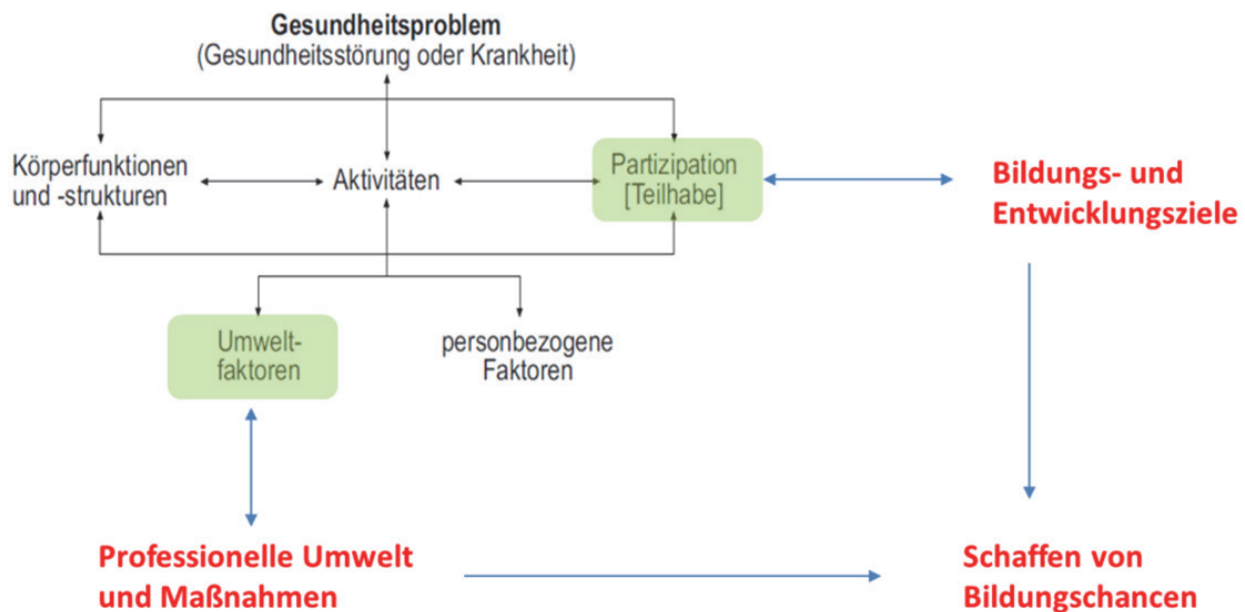 Gesundheitsproblem
(Gesundheitsstörung oder Krankheit)
Körperfunktionen
und -strukturen
Aktivitäten
Partizipation
[Teilhabe]
Bildungs- und
Entwicklungsziele
Umwelt-
faktoren
personbezogene
Faktoren
Professionelle Umwelt
und Maßnahmen
Schaffen von
Bildungschancen